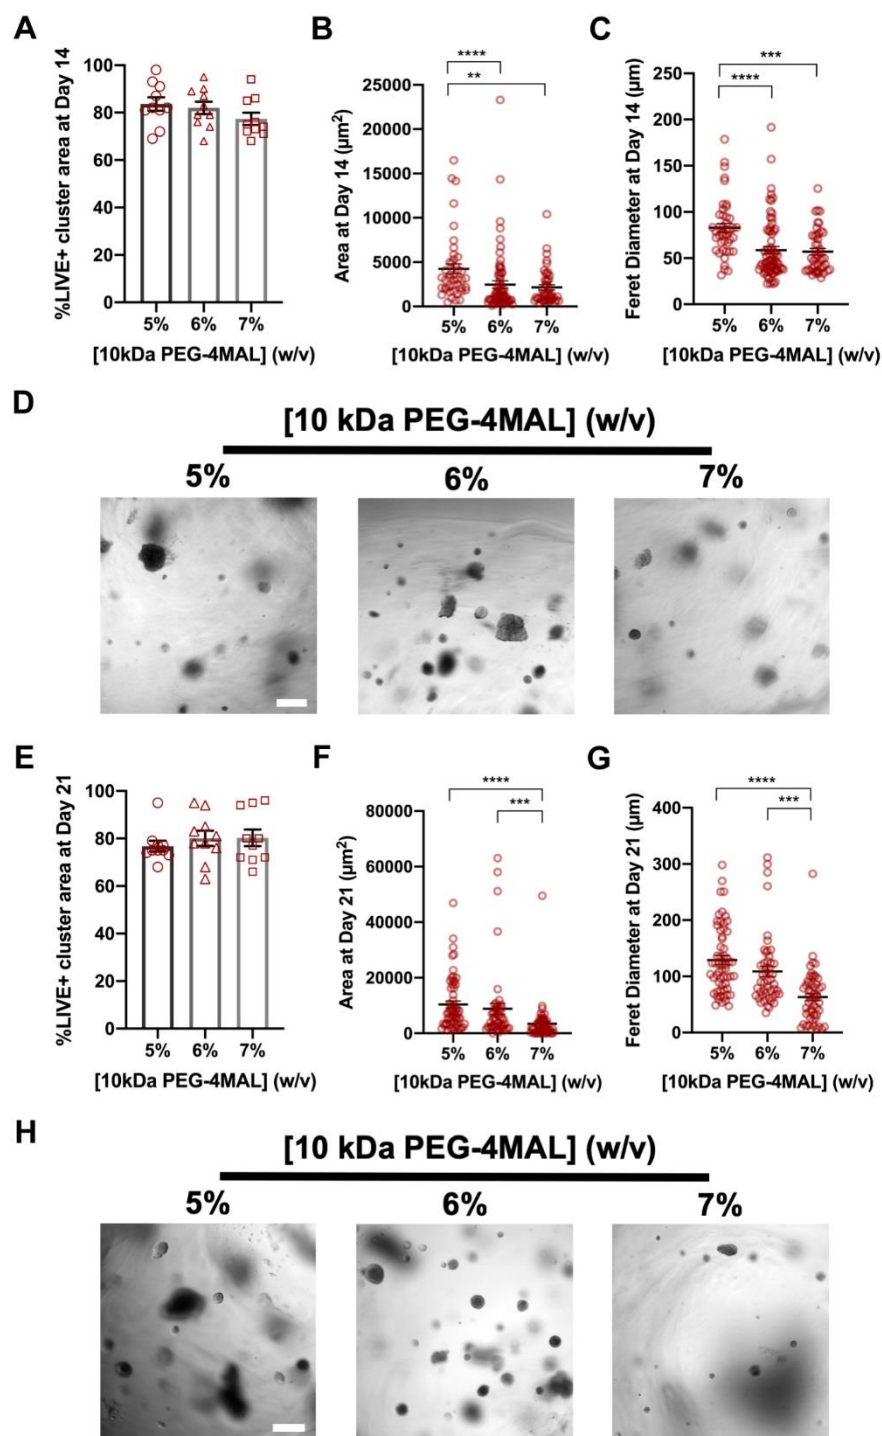 A
%LIVE+ cluster area at Day 14
100
80
60
40
20
0
5% 6% 7%
[10kDa PEG-4MAL] (w/v)
B
****
**
Area at Day 14 (µm²)
25000
20000
15000
10000
5000
0
5% 6% 7%
[10kDa PEG-4MAL] (w/v)
C
***
****
Feret Diameter at Day 14 (µm)
250
200
150
100
50
0
5% 6% 7%
[10kDa PEG-4MAL] (w/v)
D
[10 kDa PEG-4MAL] (w/v)
5% 6% 7%
E
%LIVE+ cluster area at Day 21
100
80
60
40
20
0
5% 6% 7%
[10kDa PEG-4MAL] (w/v)
F
****
***
Area at Day 21 (µm²)
80000
60000
40000
20000
0
5% 6% 7%
[10kDa PEG-4MAL] (w/v)
G
****
***
Feret Diameter at Day 21 (µm)
400
300
200
100
0
5% 6% 7%
[10kDa PEG-4MAL] (w/v)
H
[10 kDa PEG-4MAL] (w/v)
5% 6% 7%